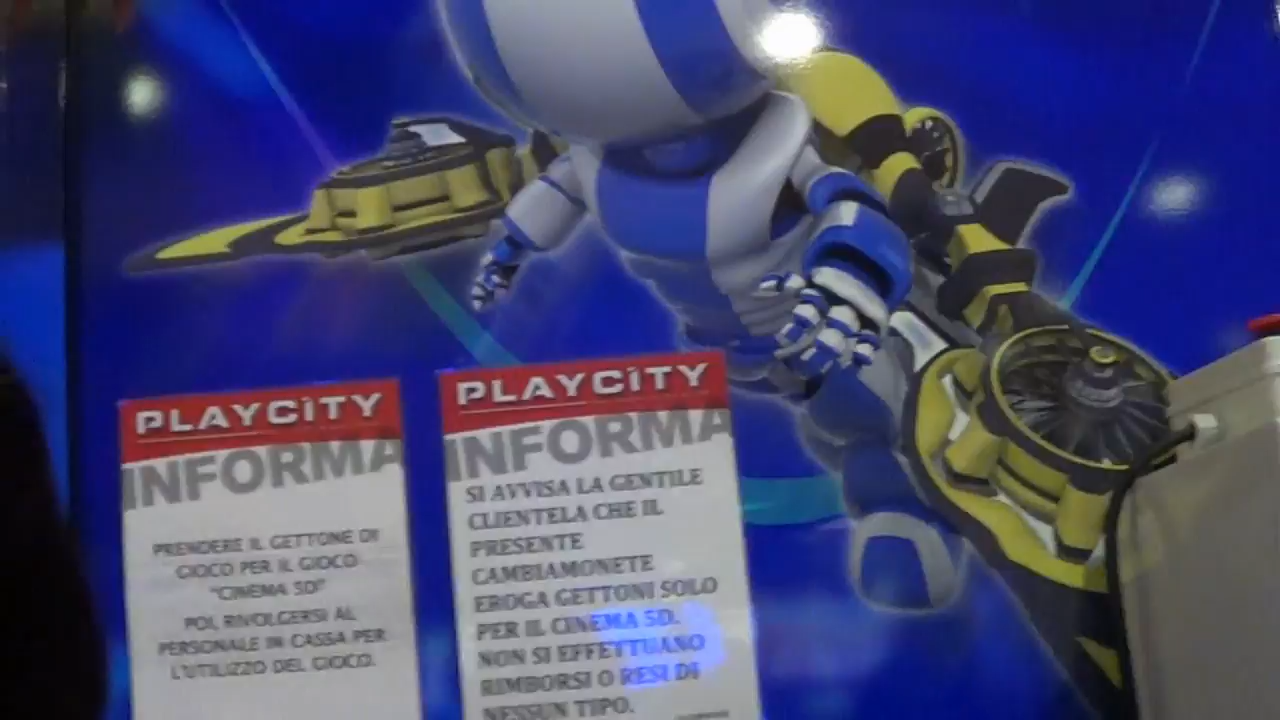 PLAYCiTY
INFORMA
PRENDERE IL GETTONE DI
GIOCO PER IL GIOCO
"CINEMA 5D"
POI, RIVOLGERSI AL
PERSONALE IN CASSA PER
L'UTILIZZO DEL GIOCO.
PLAYCiTY
INFORMA
SI AVVISA LA GENTILE
CLIENTELA CHE IL
PRESENTE
CAMBIAMONETE
EROGA GETTONI SOLO
PER IL CINEMA 5D.
NON SI EFFETTUANO
RIMBORSI O RESI DI
NESSUN TIPO.